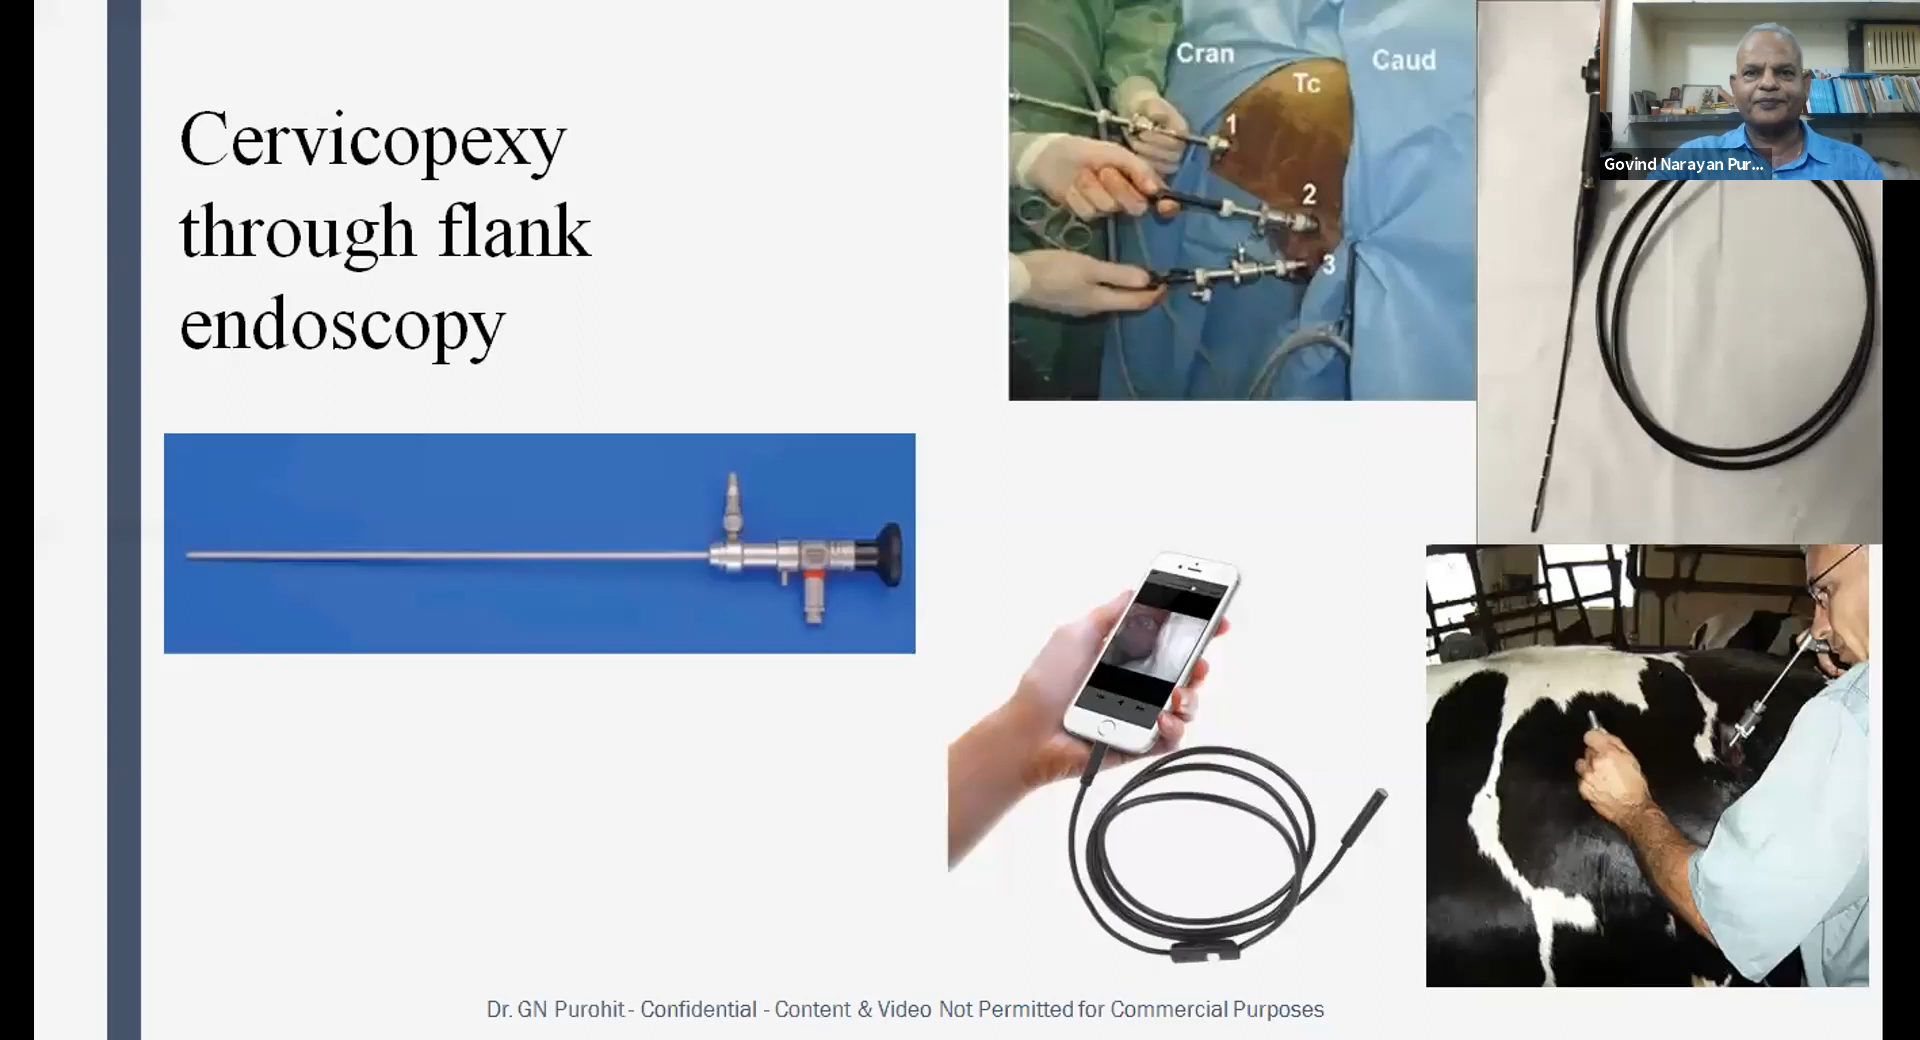 Cervicopexy
through flank
endoscopy
Cran
Caud
Tc
1
2
3
Govind Narayan Pur...
Dr. GN Purohit - Confidential - Content & Video Not Permitted for Commercial Purposes